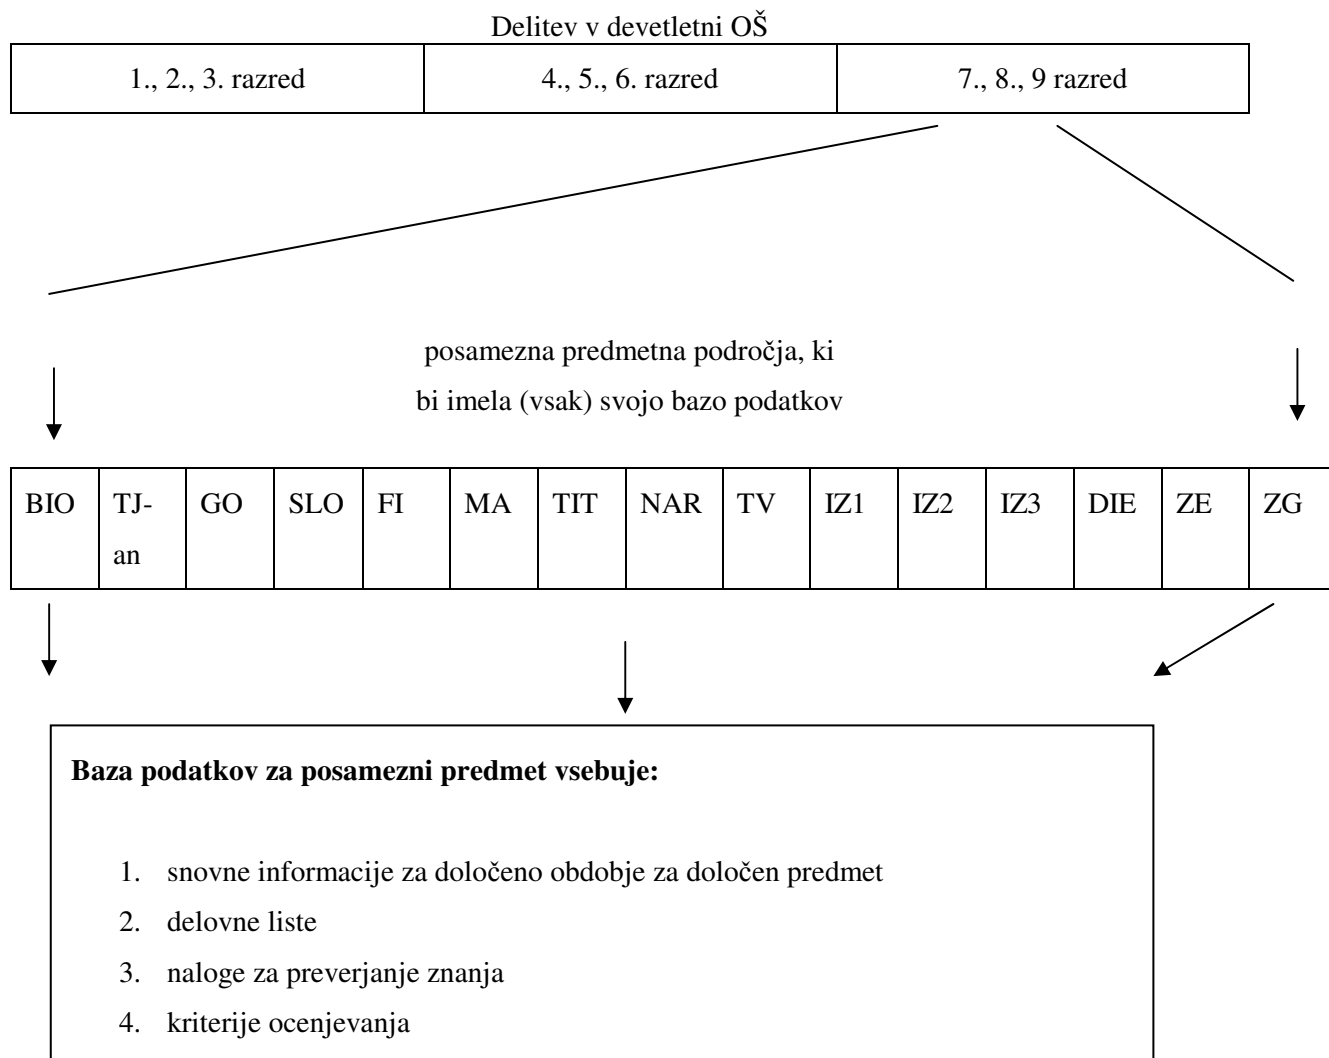 Delitev v devetletni OŠ
1., 2., 3. razred 4., 5., 6. razred 7., 8., 9 razred
posamezna predmetna področja, ki
bi imela (vsak) svojo bazo podatkov
BIO TJ- GO SLO FI MA TIT NAR TV IZ1 IZ2 IZ3 DIE ZE ZG
an
Baza podatkov za posamezni predmet vsebuje:
1. snovne informacije za določeno obdobje za določen predmet
2. delovne liste
3. naloge za preverjanje znanja
4. kriterije ocenjevanja